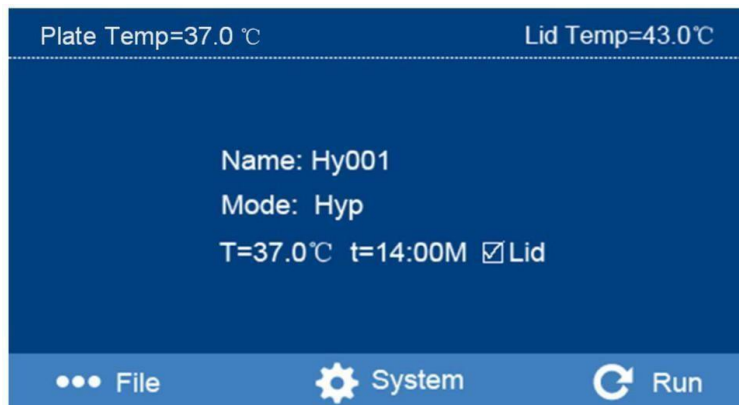 Plate Temp=37.0 ℃ Lid Temp=43.0℃
Name: Hy001
Mode: Hyp
T=37.0℃ t=14:00M ☑Lid
••• File System Run